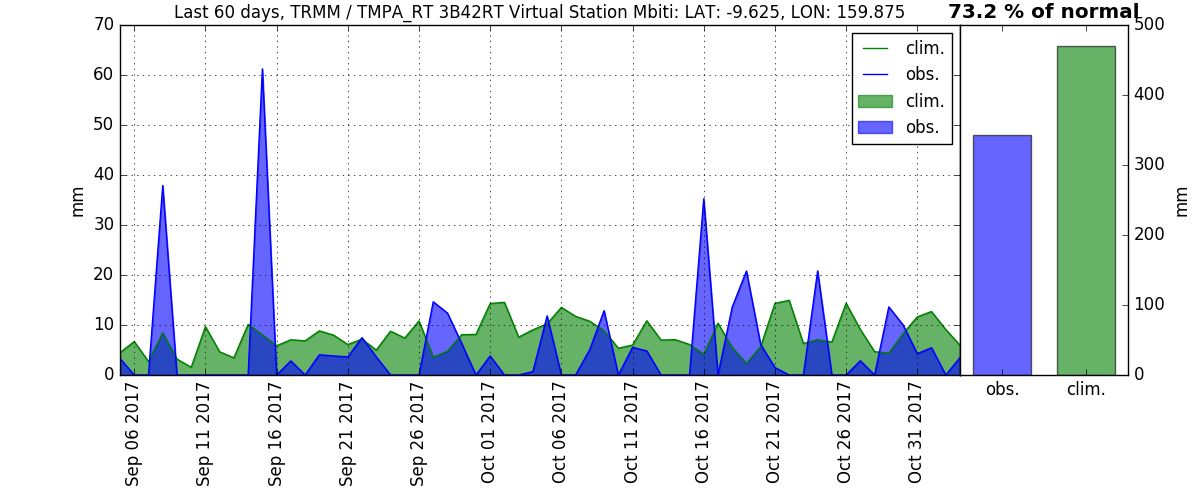 Last 60 days, TRMM / TMPA_RT 3B42RT Virtual Station Mbiti: LAT: -9.625, LON: 159.875
73.2 % of normal
70
60
50
40
30
20
10
0
mm
clim.
obs.
clim.
obs.
Sep 06 2017
Sep 11 2017
Sep 16 2017
Sep 21 2017
Sep 26 2017
Oct 01 2017
Oct 06 2017
Oct 11 2017
Oct 16 2017
Oct 21 2017
Oct 26 2017
Oct 31 2017
500
400
300
200
100
0
mm
obs.
clim.